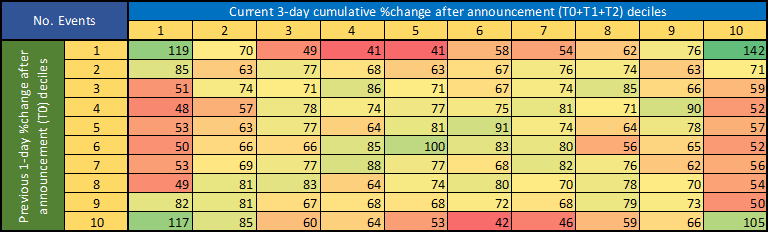 No. Events
Current 3-day cumulative %change after announcement (T0+T1+T2) deciles
1 2 3 4 5 6 7 8 9 10
Previous 1-day %change after
announcement (T0) deciles
1 119 70 49 41 41 58 54 62 76 142
2 85 63 77 68 63 67 76 74 63 71
3 51 74 71 86 71 67 74 85 66 59
4 48 57 78 74 77 75 81 71 90 52
5 53 63 77 64 81 91 74 64 78 57
6 50 66 66 85 100 83 80 56 65 52
7 53 69 77 88 77 68 82 76 62 56
8 49 81 83 64 74 80 70 78 70 54
9 82 81 67 68 68 72 68 79 73 50
10 117 85 60 64 53 42 46 59 66 105